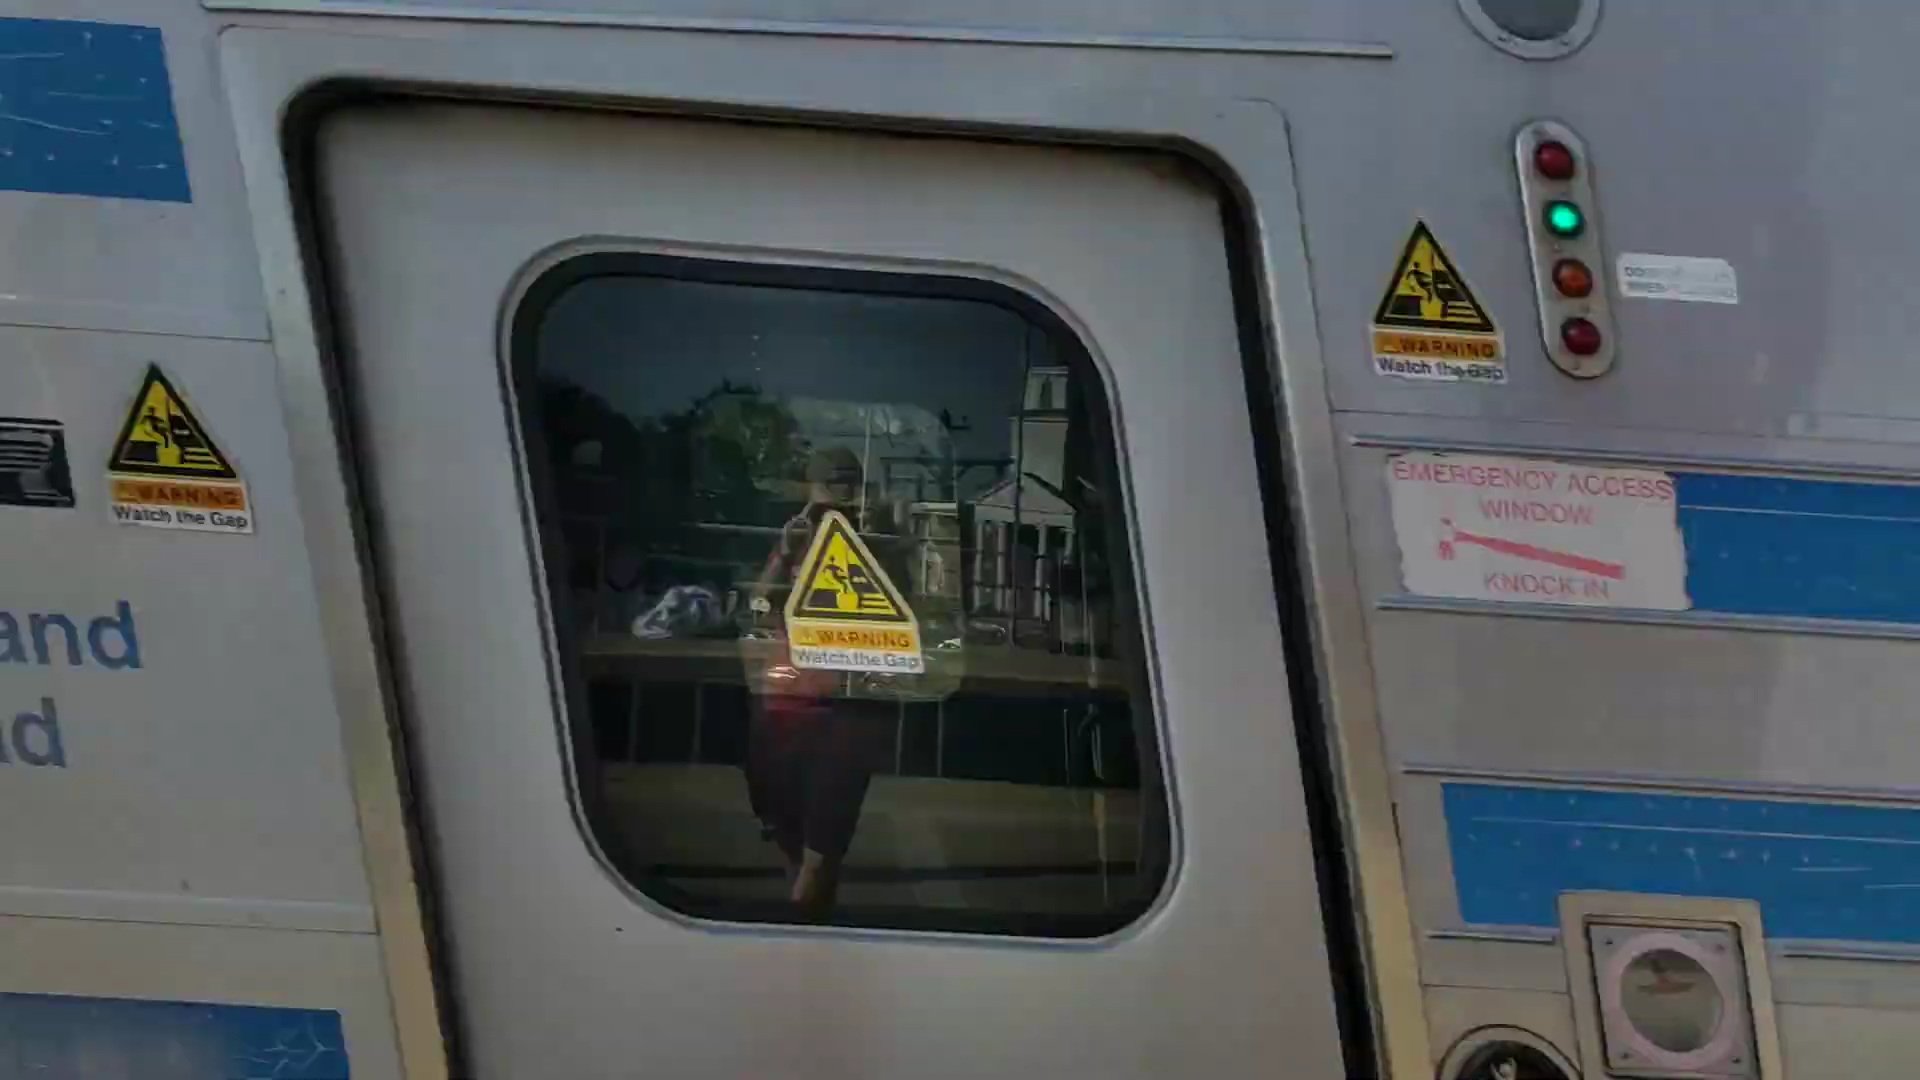 WARNING
Watch the Gap
and
d
WARNING
Watch the Gap
WARNING
Watch the Gap
EMERGENCY ACCESS
WINDOW
KNOCK IN